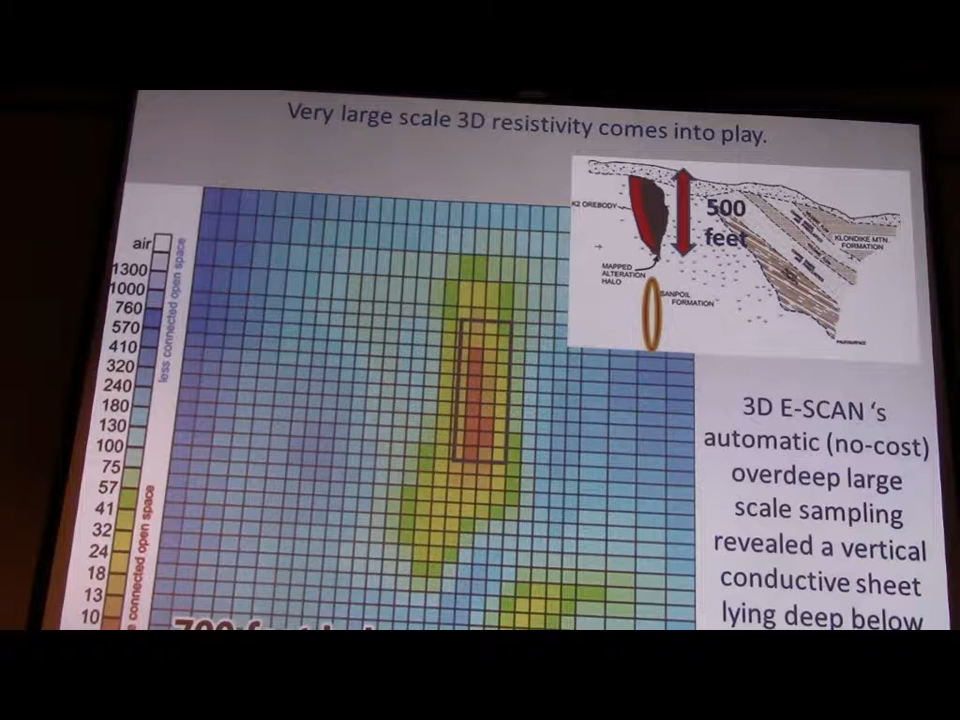 Very large scale 3D resistivity comes into play.
K2 OREBODY
500
feet
KLONDIKE MTN.
FORMATION
MAPPED
ALTERATION
HALO
SANPOIL
FORMATION
air
1300
1000
760
570
410
320
240
180
130
100
75
57
41
32
24
18
13
10
less connected open space
connected open space
3D E-SCAN ‘s
automatic (no-cost)
overdeep large
scale sampling
revealed a vertical
conductive sheet
lying deep below